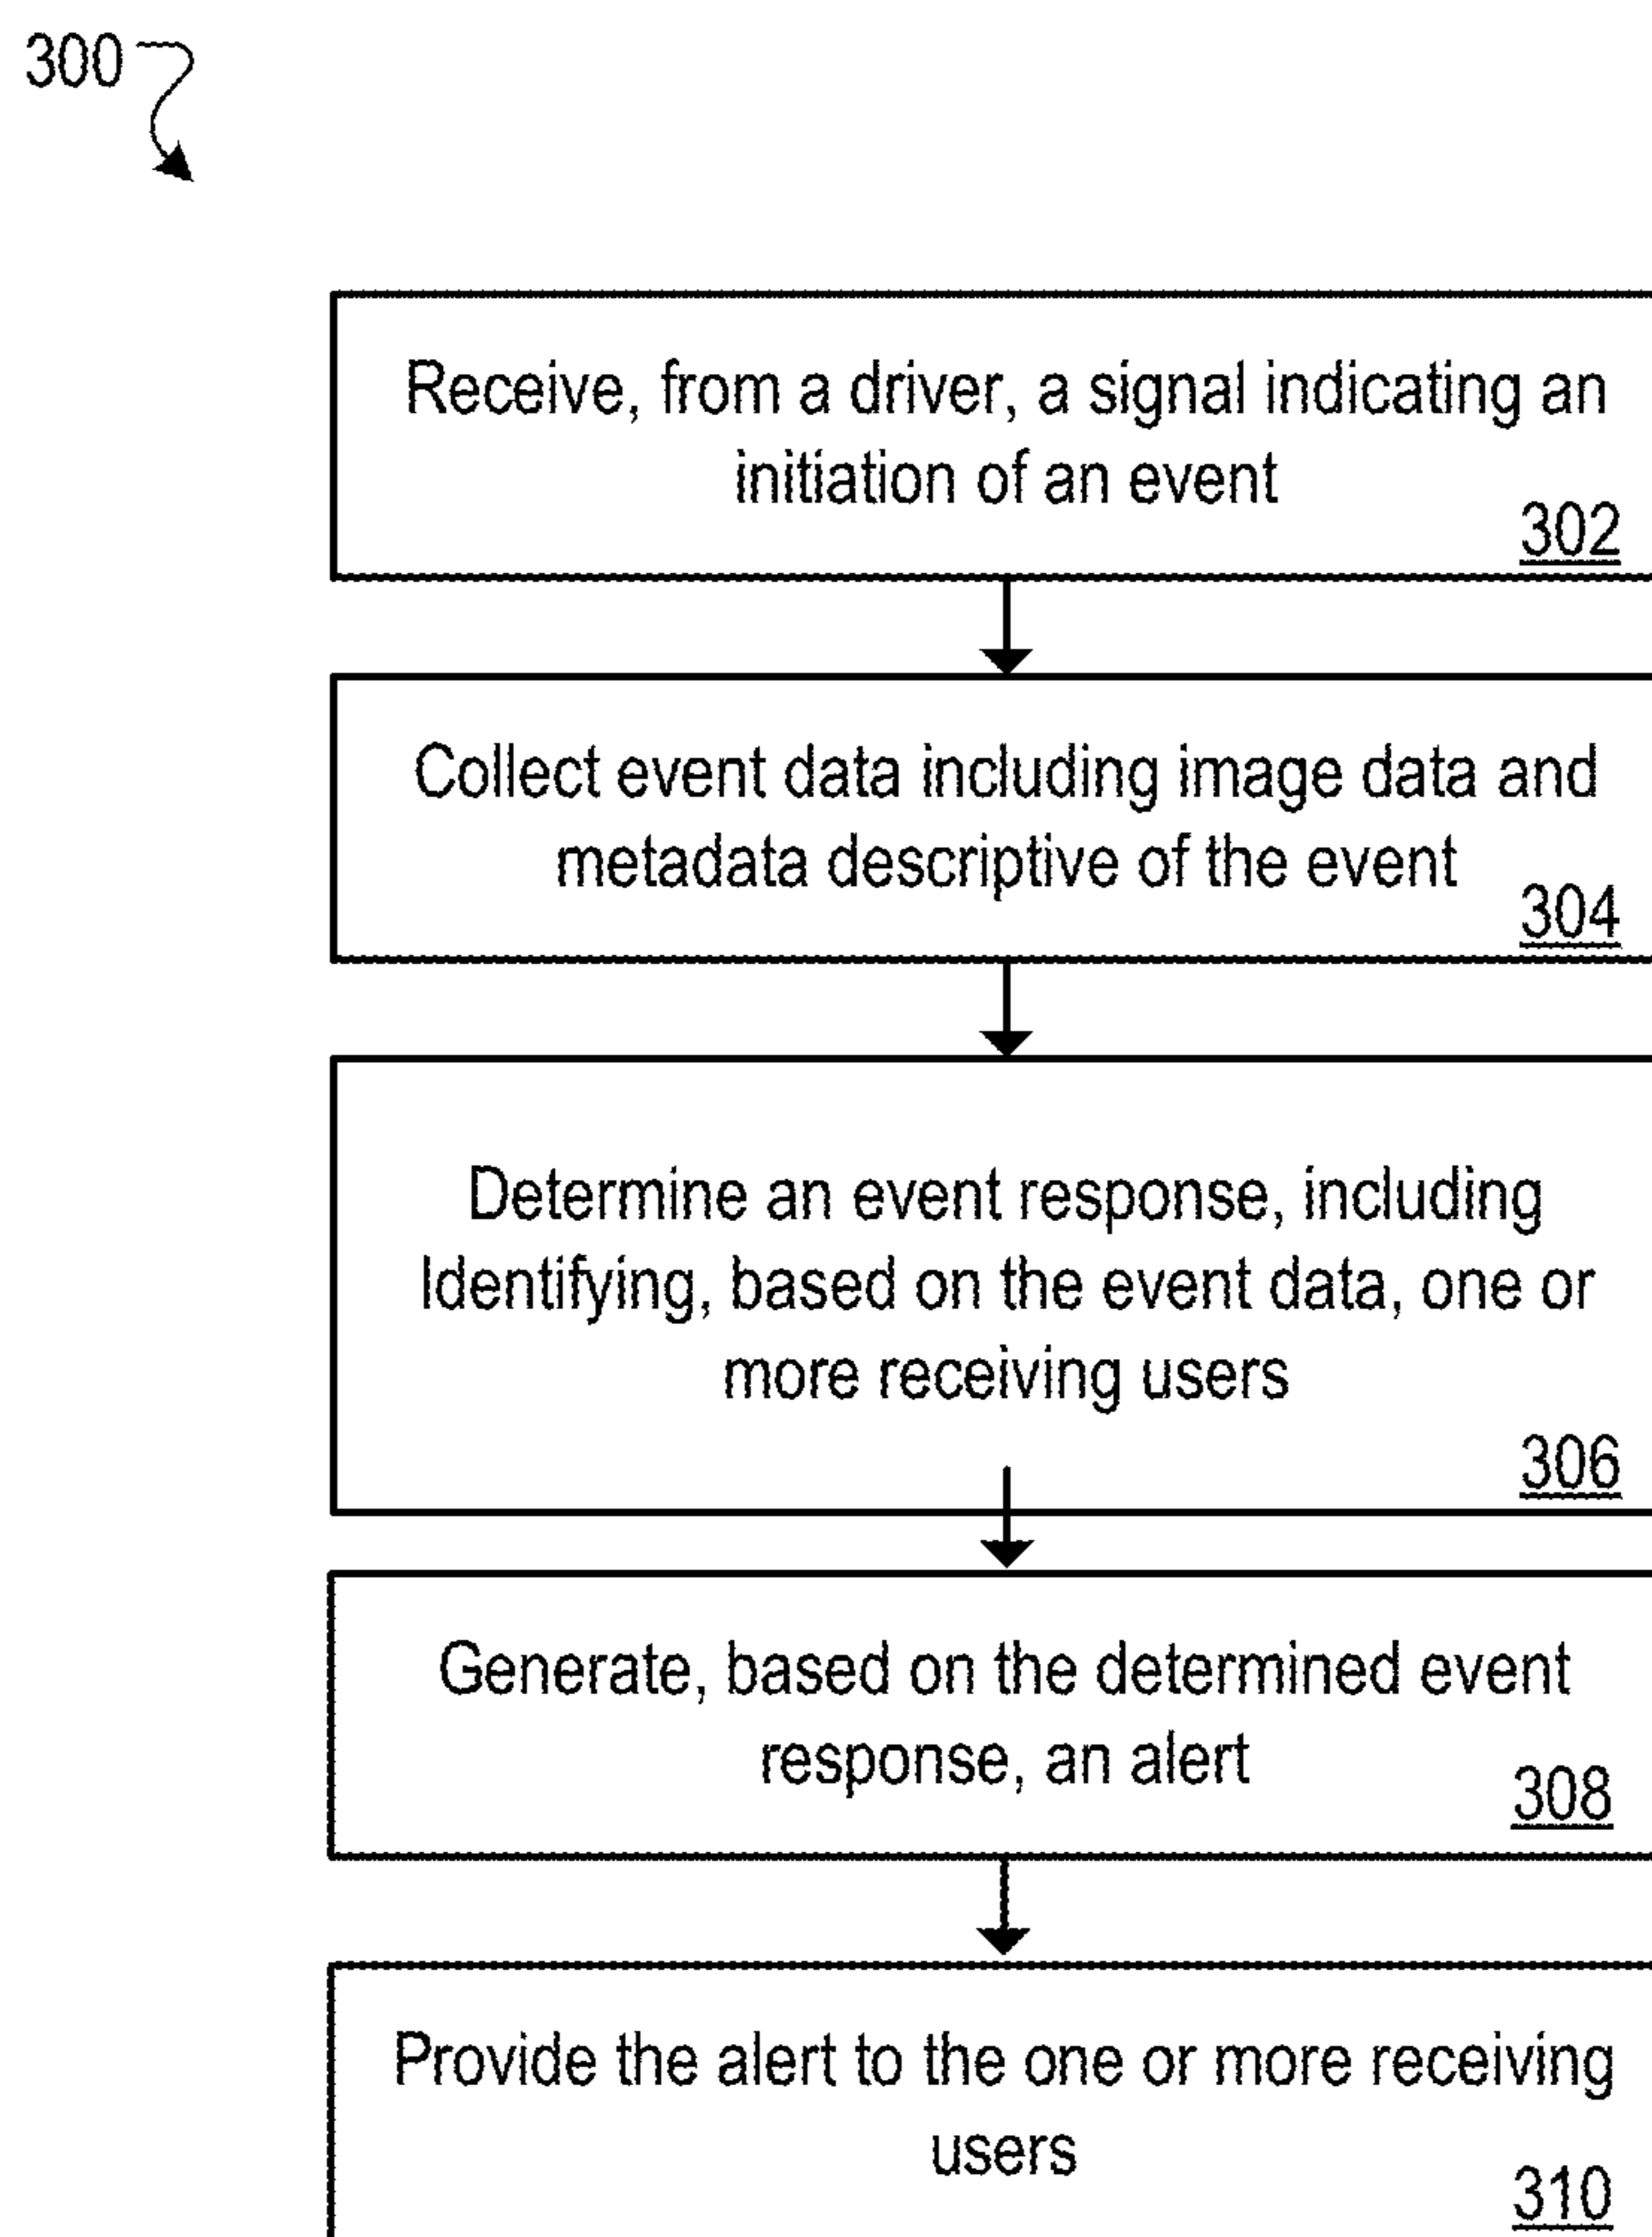 300
Receive, from a driver, a signal indicating an
initiation of an event
302
Collect event data including image data and
metadata descriptive of the event
304
Determine an event response, including
Identifying, based on the event data, one or
more receiving users
306
Generate, based on the determined event
response, an alert
308
Provide the alert to the one or more receiving
users
310